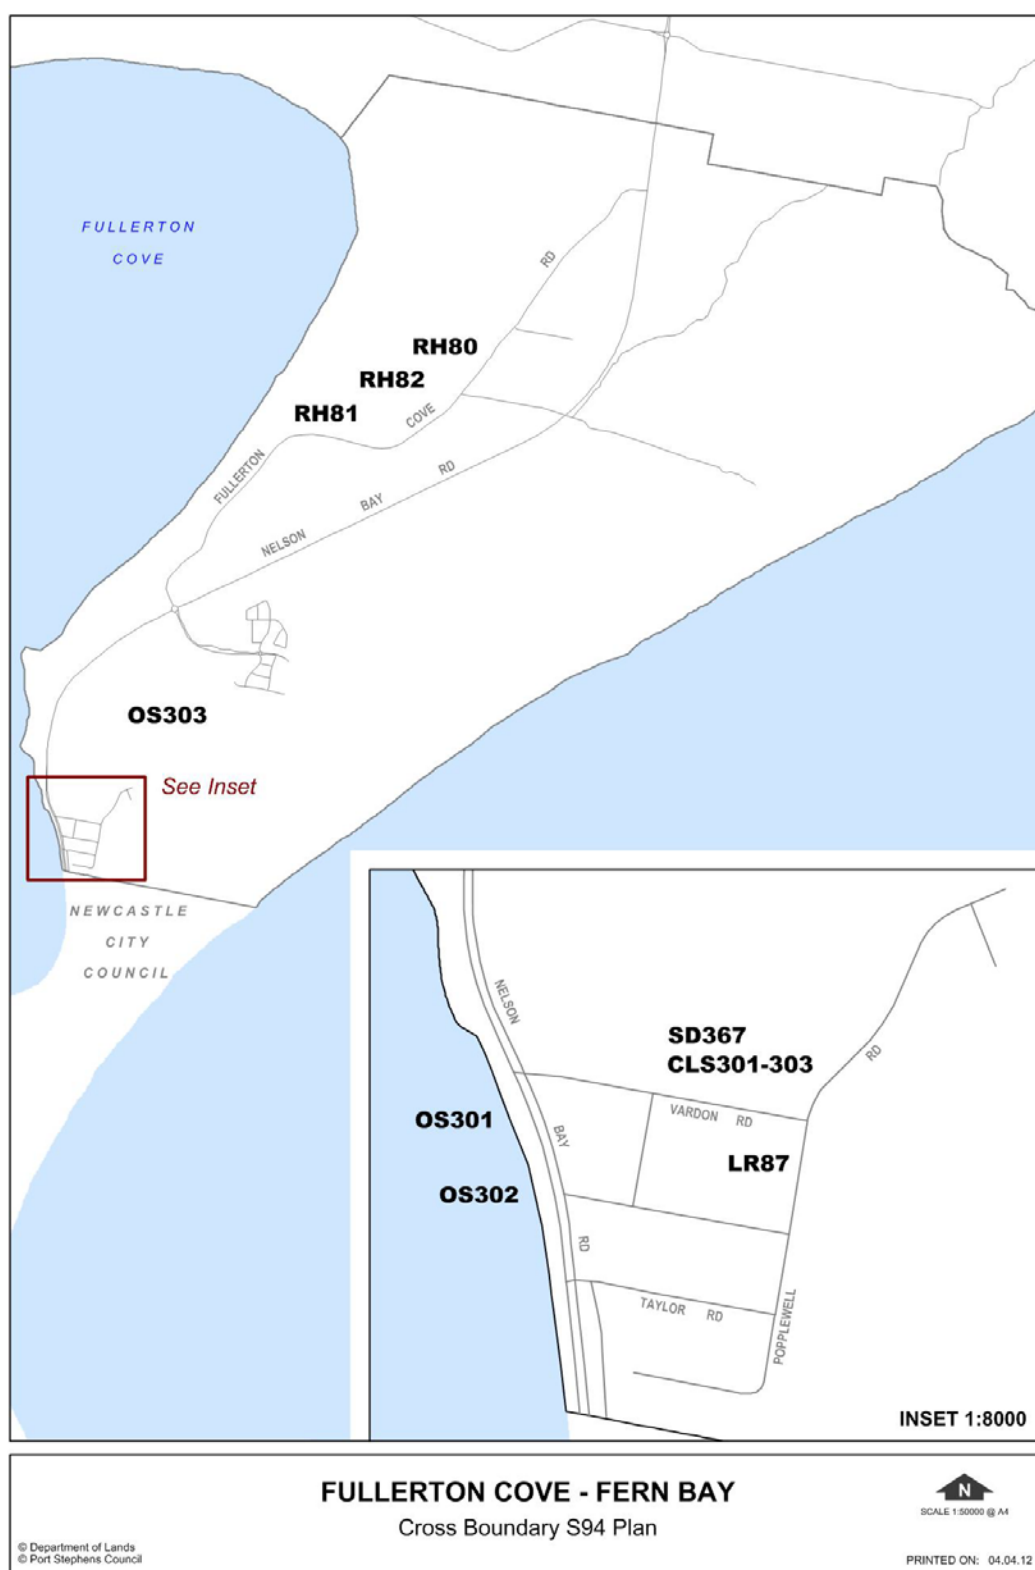 FULLERTON
COVE
RD
RH80
RH82
RH81
COVE
FULLERTON
RD
BAY
NELSON
OS303
See Inset
NEWCASTLE
CITY
COUNCIL
NELSON
SD367
CLS301-303
RD
VARDON RD
OS301
BAY
LR87
OS302
RD
TAYLOR RD
POPPLEWELL
INSET 1:8000
FULLERTON COVE - FERN BAY
Cross Boundary S94 Plan
N
SCALE 1:50000 @ A4
© Department of Lands
© Port Stephens Council
PRINTED ON: 04.04.12